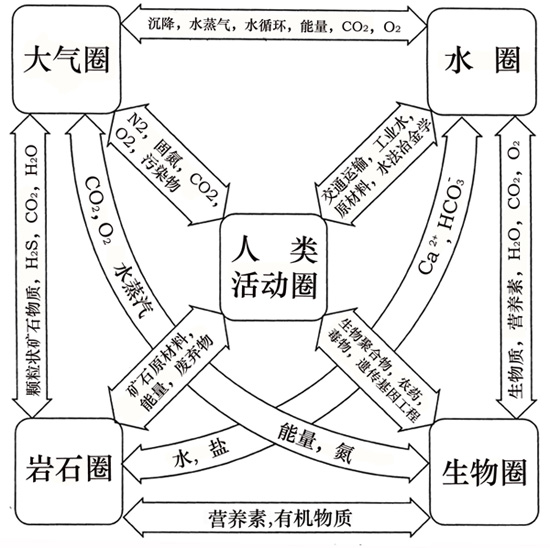 沉降，水蒸气，水循环，能量，CO₂，O₂
大气圈
水 圈
N2，固氮，CO2，
O2，污染物
交通运输，工业水，
原材料，水法冶金学
颗粒状矿石物质，H₂S，CO₂，H₂O
CO₂，O₂ 水蒸汽
人 类
活动圈
Ca²⁺，HCO₃⁻
生物质，营养素，H₂O，CO₂，O₂
矿石原材料，
能量，废弃物
生物聚合物，农药，
毒物，遗传基因工程
岩石圈
水，盐
能量，氮
生物圈
营养素，有机物质